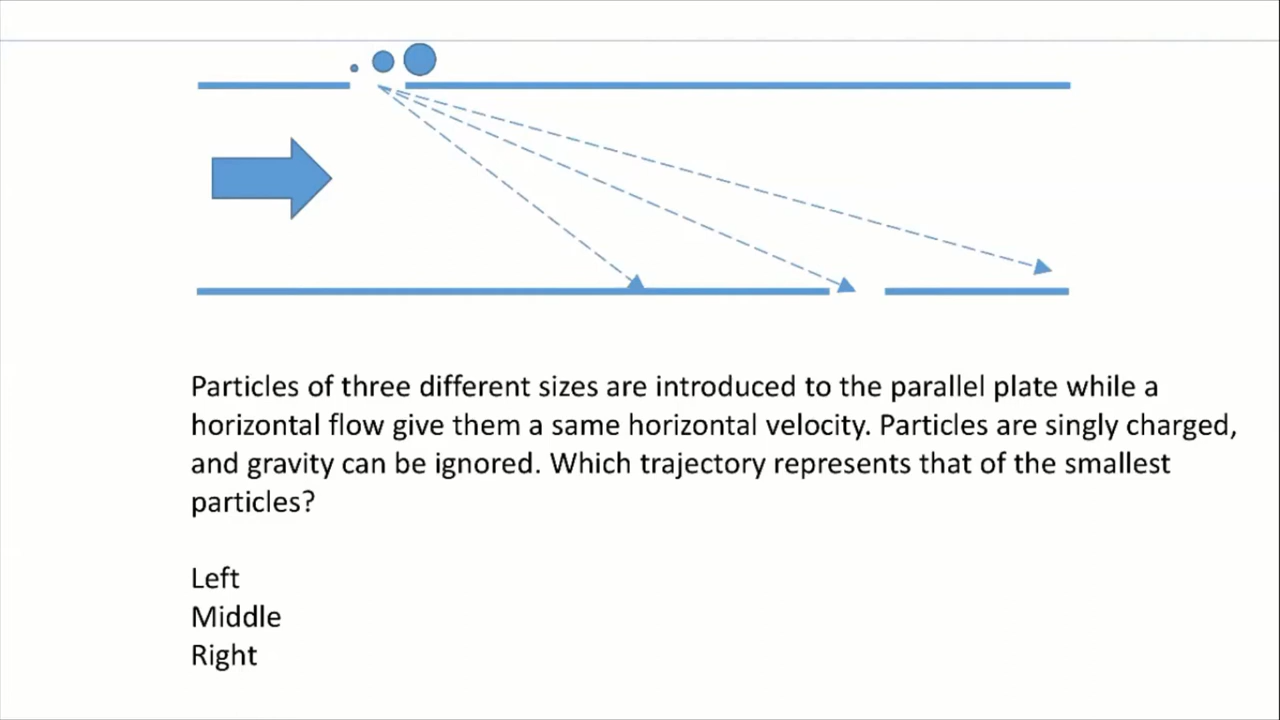 Particles of three different sizes are introduced to the parallel plate while a
horizontal flow give them a same horizontal velocity. Particles are singly charged,
and gravity can be ignored. Which trajectory represents that of the smallest
particles?
Left
Middle
Right